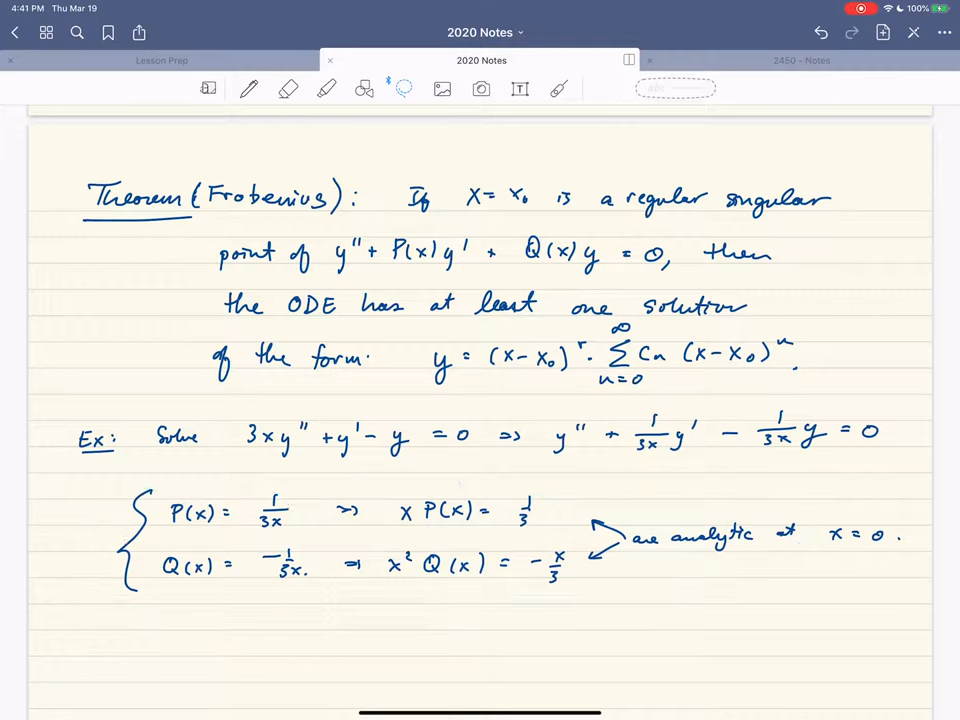 4:41 PM Thu Mar 19
100%
2020 Notes
Lesson Prep
2020 Notes
2450 - Notes
Theorem (Frobenius): If x = x₀ is a regular singular
point of y'' + P(x)y' + Q(x)y = 0, then
the ODE has at least one solution
of the form. y = (x-x₀)^r · ∑_{n=0}^{∞} Cn (x-x₀)^n.
Ex: Solve 3xy'' + y' - y = 0 ⇒ y'' + 1/3x y' - 1/3x y = 0
P(x) = 1/3x ⇒ x P(x) = 1/3
are analytic at x = 0.
Q(x) = -1/3x. ⇒ x² Q(x) = -x/3